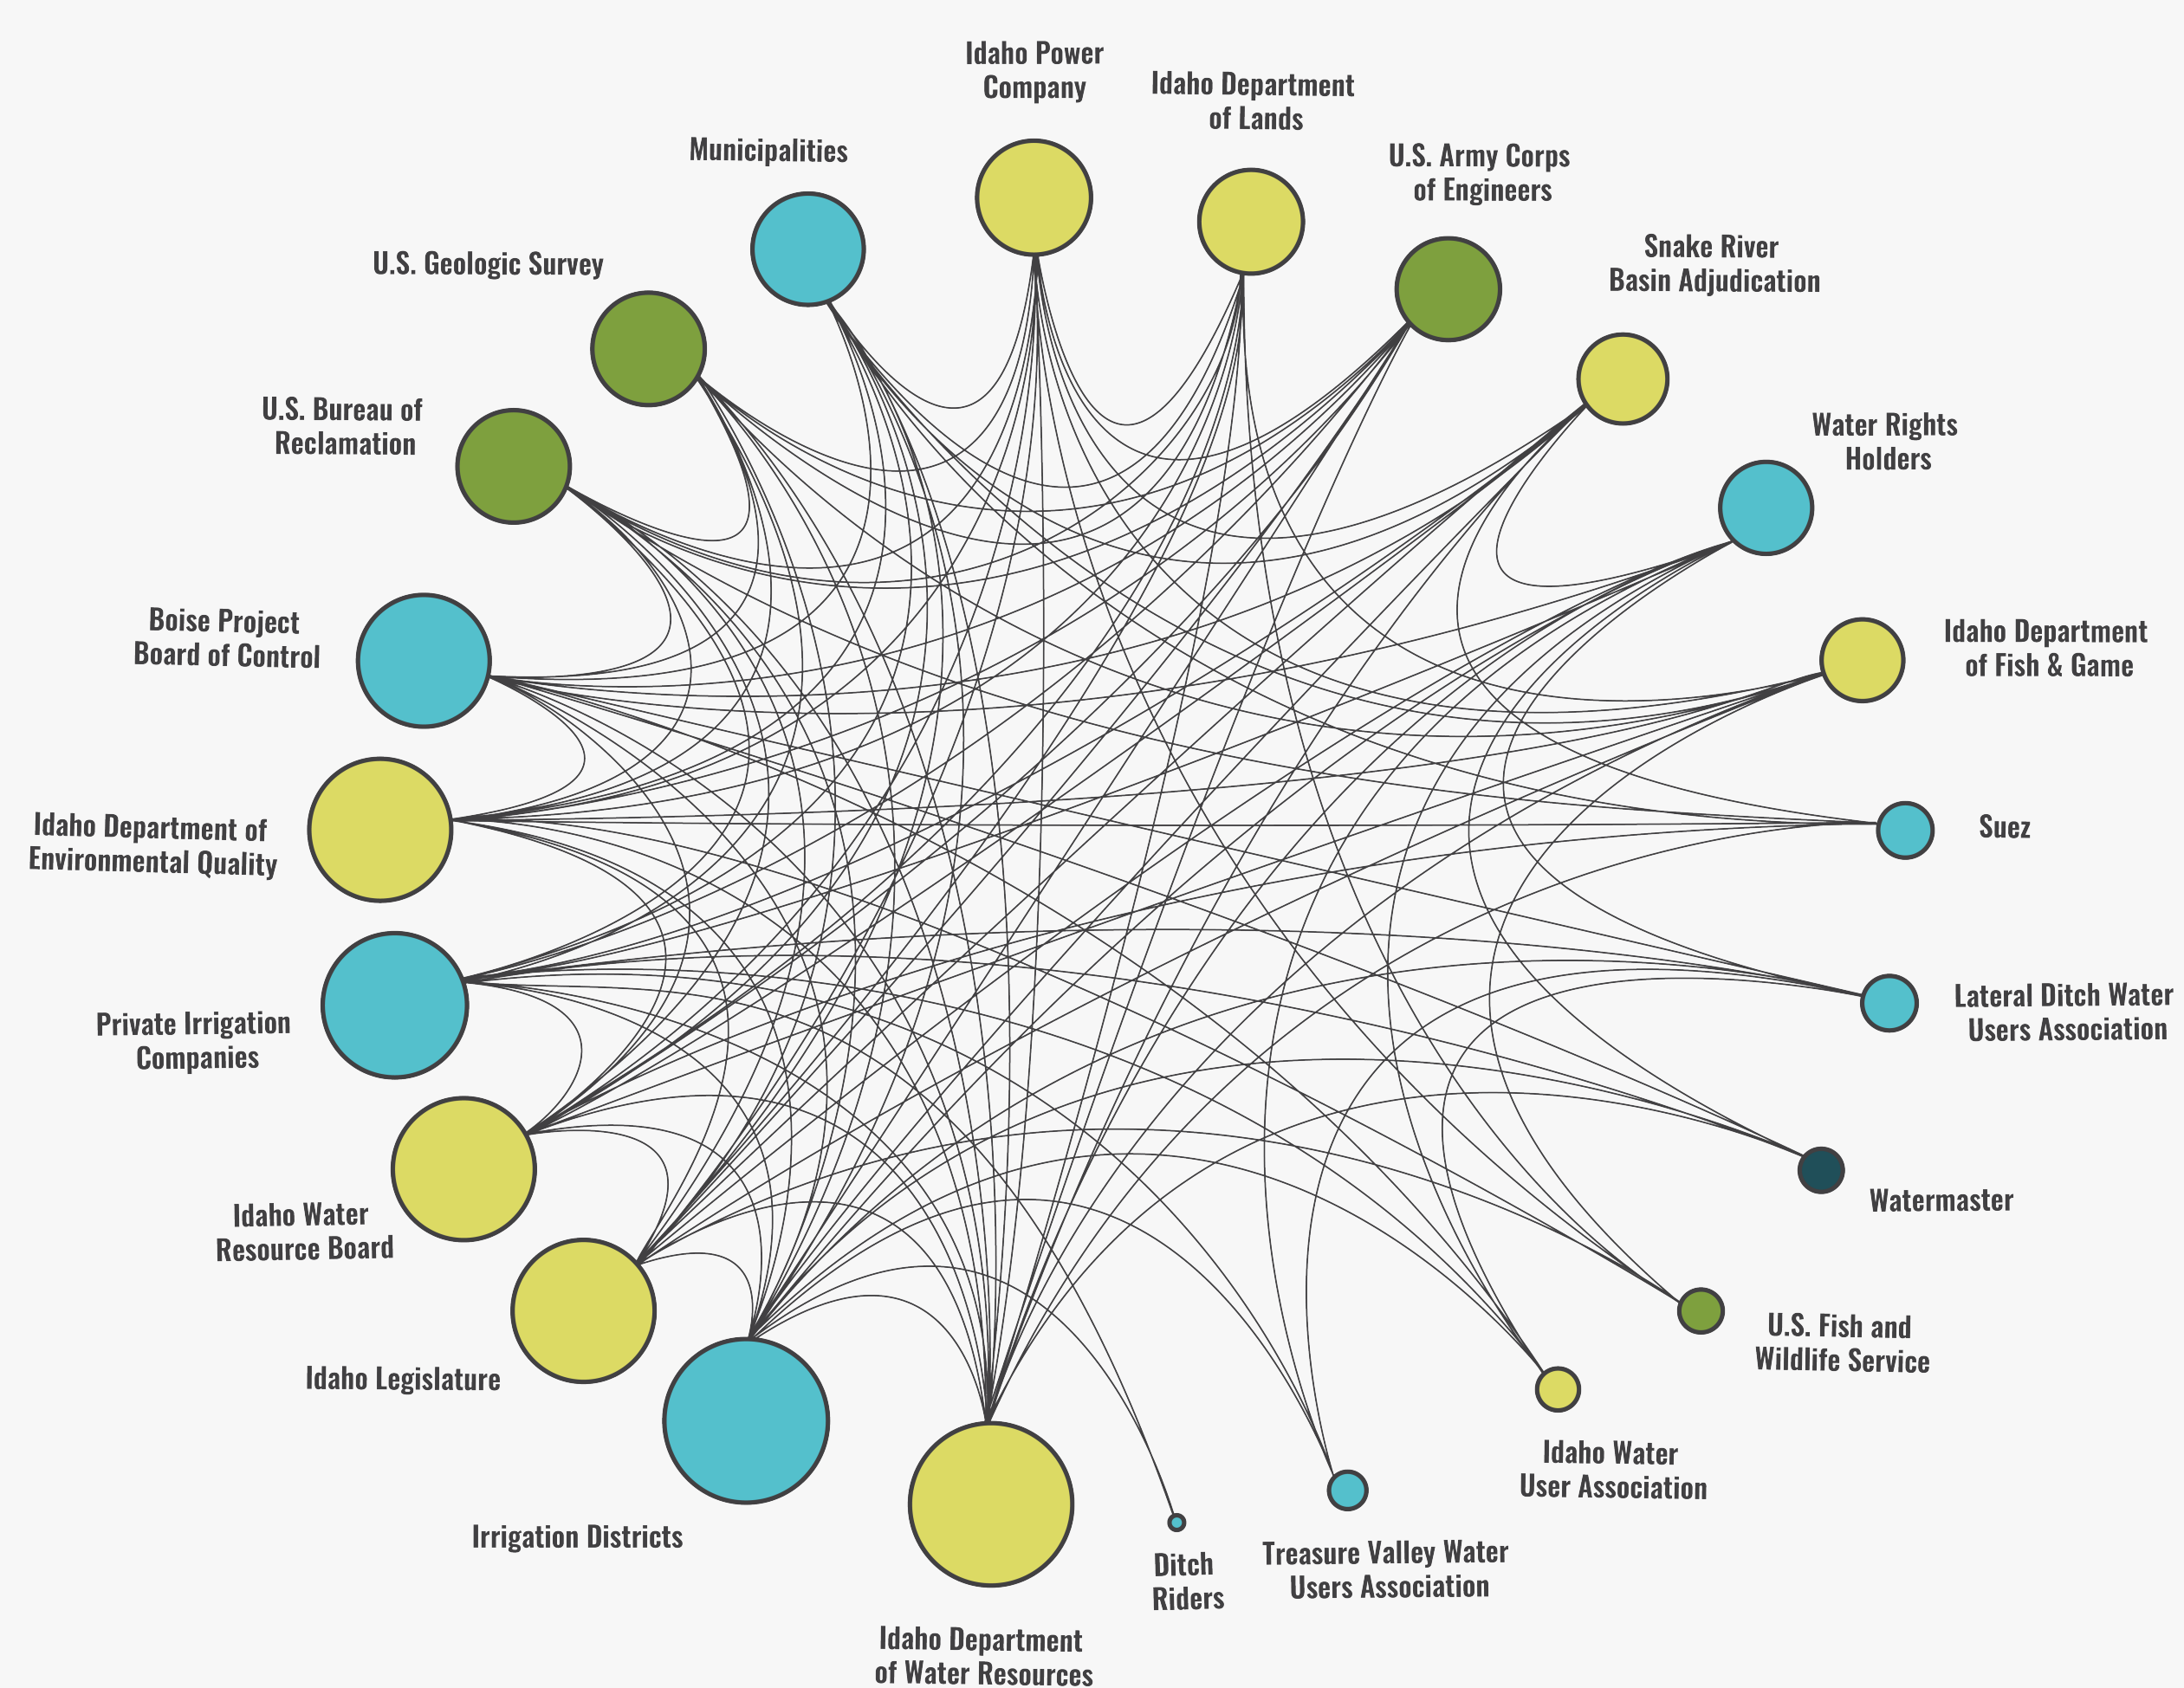 Idaho Power
Company
Idaho Department
of Lands
U.S. Army Corps
of Engineers
Snake River
Basin Adjudication
Water Rights
Holders
Idaho Department
of Fish & Game
Suez
Lateral Ditch Water
Users Association
Watermaster
U.S. Fish and
Wildlife Service
Idaho Water
User Association
Treasure Valley Water
Users Association
Ditch
Riders
Idaho Department
of Water Resources
Irrigation Districts
Idaho Legislature
Idaho Water
Resource Board
Private Irrigation
Companies
Idaho Department of
Environmental Quality
Boise Project
Board of Control
U.S. Bureau of
Reclamation
U.S. Geologic Survey
Municipalities